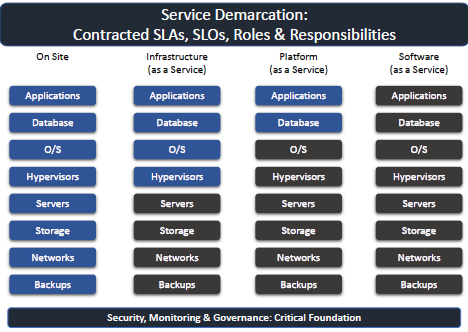 Service Demarcation:
Contracted SLAs, SLOs, Roles & Responsibilities
On Site
Infrastructure
(as a Service)
Platform
(as a Service)
Software
(as a Service)
Applications Applications Applications Applications
Database Database Database Database
O/S O/S O/S O/S
Hypervisors Hypervisors Hypervisors Hypervisors
Servers Servers Servers Servers
Storage Storage Storage Storage
Networks Networks Networks Networks
Backups Backups Backups Backups
Security, Monitoring & Governance: Critical Foundation